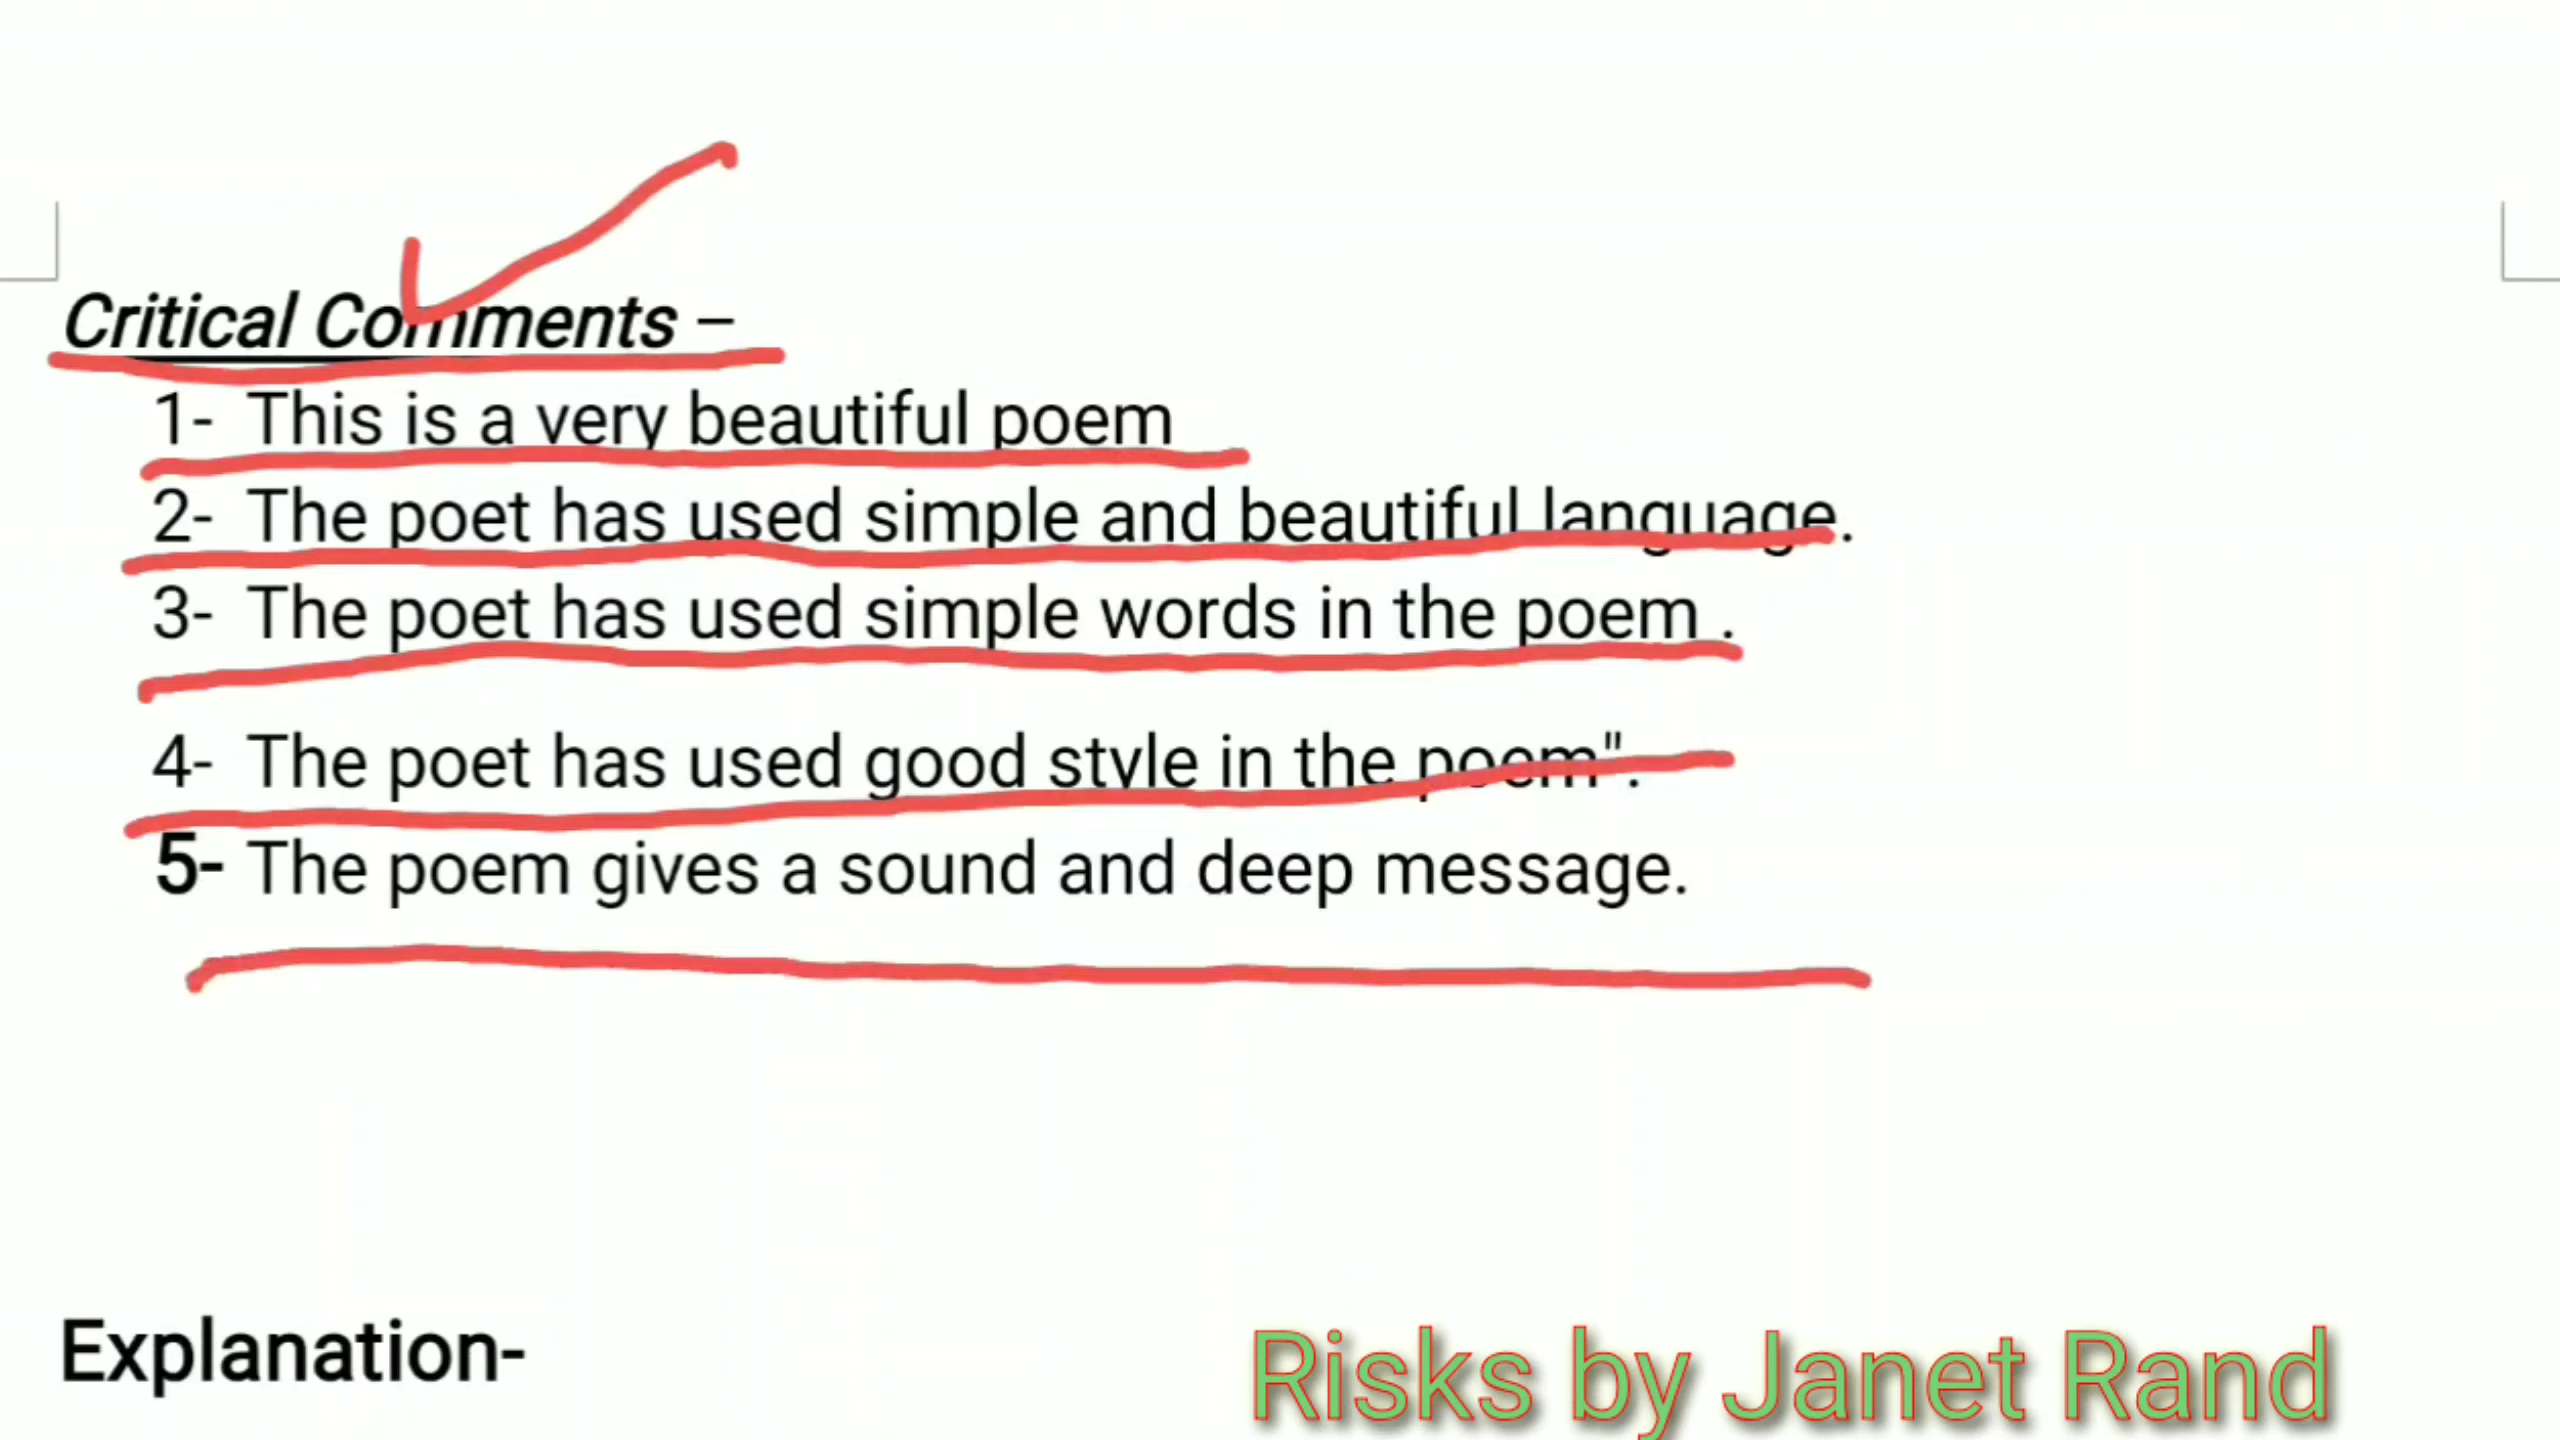 Critical Comments –
1- This is a very beautiful poem
2- The poet has used simple and beautiful language.
3- The poet has used simple words in the poem .
4- The poet has used good style in the poem".
5- The poem gives a sound and deep message.
Explanation-
Risks by Janet Rand